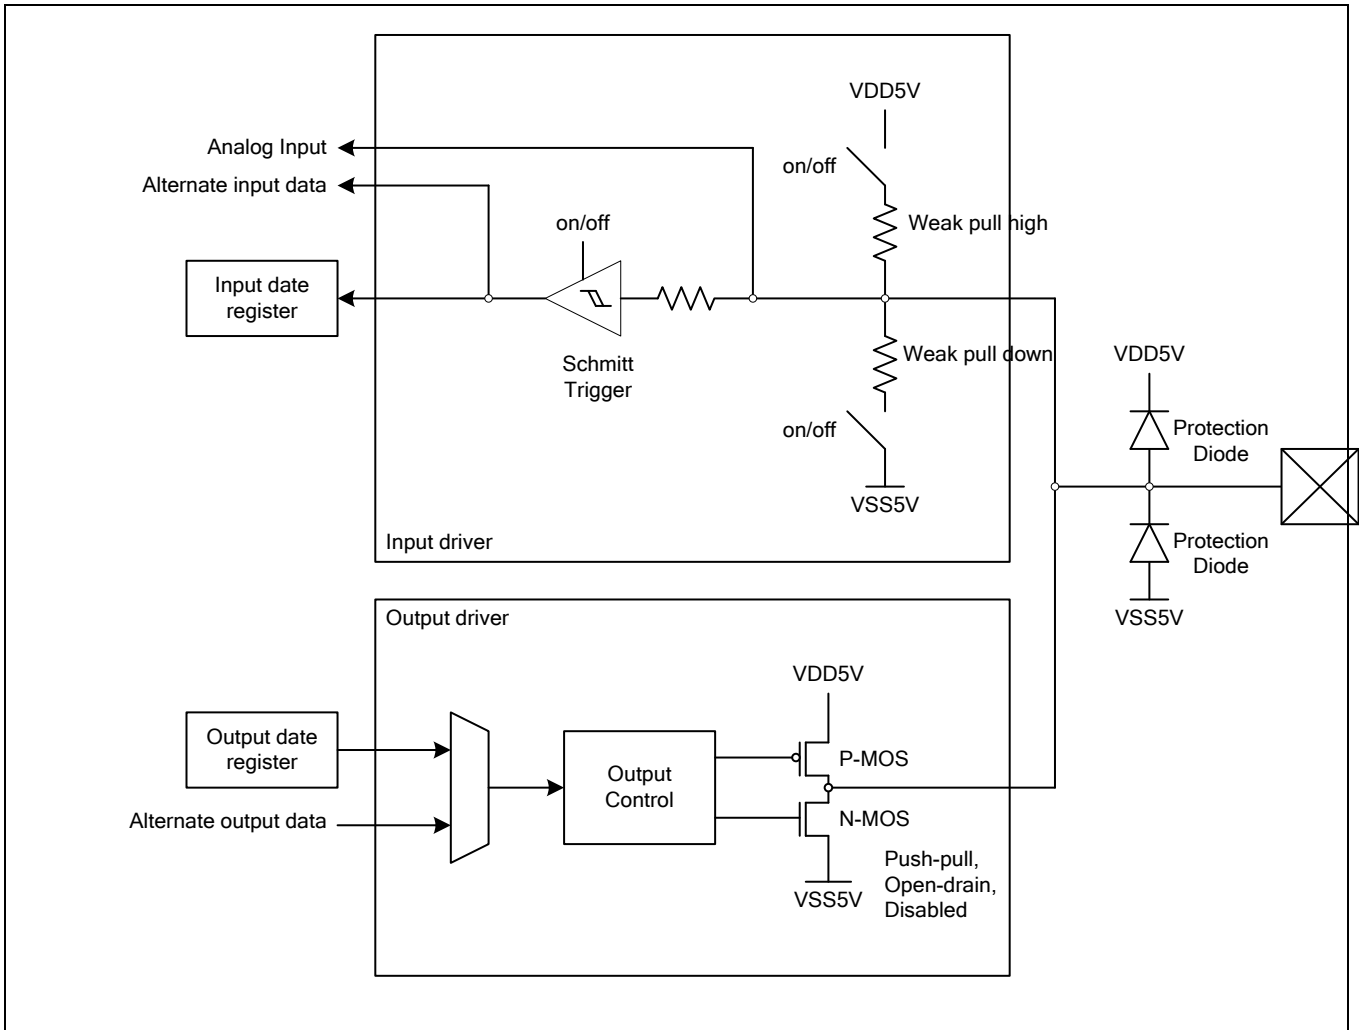 VDD5V
Analog Input
on/off
Alternate input data
on/off
Weak pull high
Input date
register
Schmitt
Trigger
Weak pull down
VDD5V
on/off
Protection
Diode
VSS5V
Input driver
Protection
Diode
VSS5V
Output driver
VDD5V
Output date
register
P-MOS
Output
Control
Alternate output data
N-MOS
Push-pull,
Open-drain,
Disabled
VSS5V